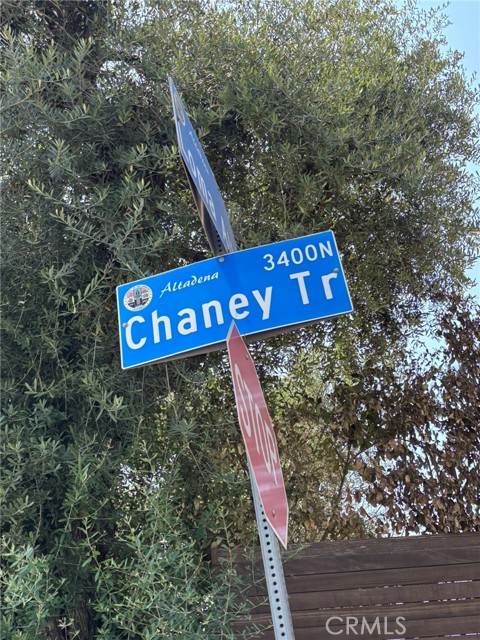 3400N
Altadena
Chaney Tr
STOP
CRMLS